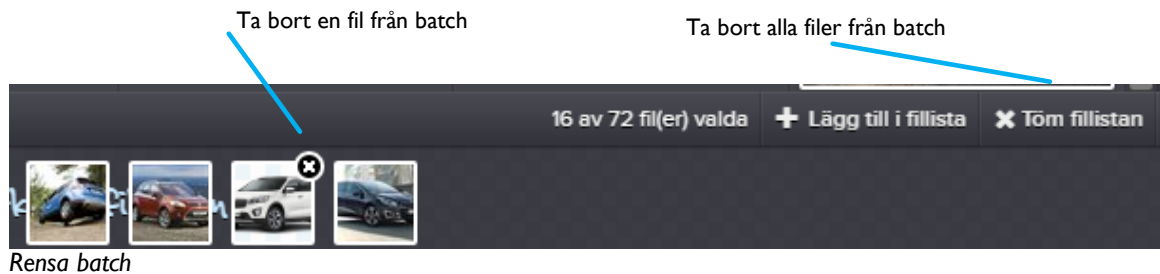 Ta bort en fil från batch
Ta bort alla filer från batch
16 av 72 fil(er) valda
Lägg till i fillista
Töm fillistan
Rensa batch